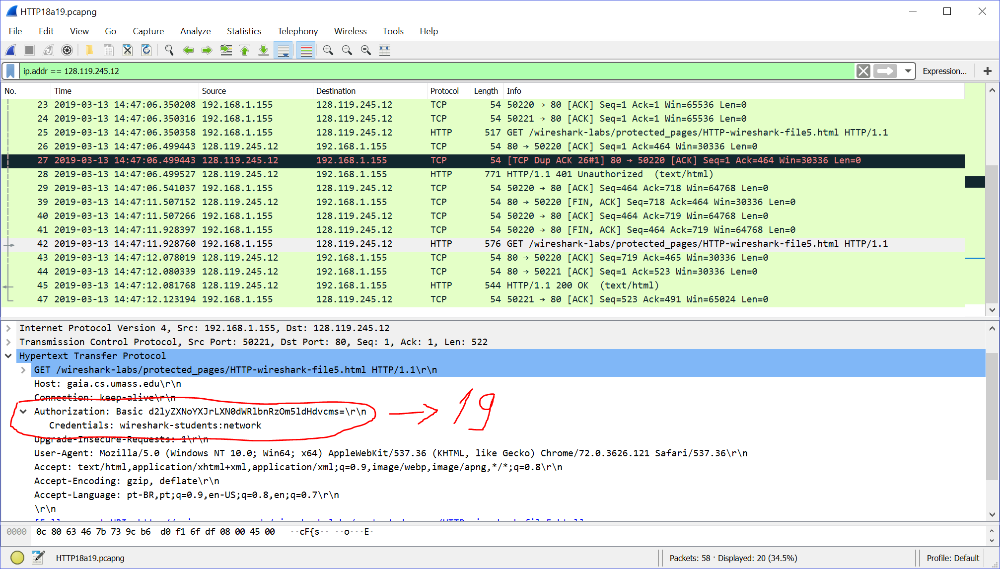 HTTP18a19.pcapng
File Edit View Go Capture Analyze Statistics Telephony Wireless Tools Help
ip.addr == 128.119.245.12 Expression... +
No. Time Source Destination Protocol Length Info
23 2019-03-13 14:47:06.350208 192.168.1.155 128.119.245.12 TCP 54 50220 → 80 [ACK] Seq=1 Ack=1 Win=65536 Len=0
24 2019-03-13 14:47:06.350316 192.168.1.155 128.119.245.12 TCP 54 50221 → 80 [ACK] Seq=1 Ack=1 Win=65536 Len=0
25 2019-03-13 14:47:06.350358 192.168.1.155 128.119.245.12 HTTP 517 GET /wireshark-labs/protected_pages/HTTP-wireshark-file5.html HTTP/1.1
26 2019-03-13 14:47:06.499443 128.119.245.12 192.168.1.155 TCP 54 80 → 50220 [ACK] Seq=1 Ack=464 Win=30336 Len=0
27 2019-03-13 14:47:06.499443 128.119.245.12 192.168.1.155 TCP 54 [TCP Dup ACK 26#1] 80 → 50220 [ACK] Seq=1 Ack=464 Win=30336 Len=0
28 2019-03-13 14:47:06.499527 128.119.245.12 192.168.1.155 HTTP 771 HTTP/1.1 401 Unauthorized (text/html)
29 2019-03-13 14:47:06.541037 192.168.1.155 128.119.245.12 TCP 54 50220 → 80 [ACK] Seq=464 Ack=718 Win=64768 Len=0
39 2019-03-13 14:47:11.507152 128.119.245.12 192.168.1.155 TCP 54 80 → 50220 [FIN, ACK] Seq=718 Ack=464 Win=30336 Len=0
40 2019-03-13 14:47:11.507266 192.168.1.155 128.119.245.12 TCP 54 50220 → 80 [ACK] Seq=464 Ack=719 Win=64768 Len=0
41 2019-03-13 14:47:11.928397 192.168.1.155 128.119.245.12 TCP 54 50220 → 80 [FIN, ACK] Seq=464 Ack=719 Win=64768 Len=0
42 2019-03-13 14:47:11.928760 192.168.1.155 128.119.245.12 HTTP 576 GET /wireshark-labs/protected_pages/HTTP-wireshark-file5.html HTTP/1.1
43 2019-03-13 14:47:12.078019 128.119.245.12 192.168.1.155 TCP 54 80 → 50220 [ACK] Seq=719 Ack=465 Win=30336 Len=0
44 2019-03-13 14:47:12.080339 128.119.245.12 192.168.1.155 TCP 54 80 → 50221 [ACK] Seq=1 Ack=523 Win=30336 Len=0
45 2019-03-13 14:47:12.081768 128.119.245.12 192.168.1.155 HTTP 544 HTTP/1.1 200 OK (text/html)
47 2019-03-13 14:47:12.123194 192.168.1.155 128.119.245.12 TCP 54 50221 → 80 [ACK] Seq=523 Ack=491 Win=65024 Len=0
Internet Protocol Version 4, Src: 192.168.1.155, Dst: 128.119.245.12
Transmission Control Protocol, Src Port: 50221, Dst Port: 80, Seq: 1, Ack: 1, Len: 522
Hypertext Transfer Protocol
GET /wireshark-labs/protected_pages/HTTP-wireshark-file5.html HTTP/1.1\r\n
Host: gaia.cs.umass.edu\r\n
Connection: keep-alive\r\n
Authorization: Basic d2lyZXNoYXJrLXN0dWRlbnRzOm5ldHdvcms=\r\n → 19
Credentials: wireshark-students:network
Upgrade-Insecure-Requests: 1\r\n
User-Agent: Mozilla/5.0 (Windows NT 10.0; Win64; x64) AppleWebKit/537.36 (KHTML, like Gecko) Chrome/72.0.3626.121 Safari/537.36\r\n
Accept: text/html,application/xhtml+xml,application/xml;q=0.9,image/webp,image/apng,*/*;q=0.8\r\n
Accept-Encoding: gzip, deflate\r\n
Accept-Language: pt-BR,pt;q=0.9,en-US;q=0.8,en;q=0.7\r\n
\r\n
0000 0c 80 63 46 7b 73 9c b6 d0 f1 6f df 08 00 45 00 ··cF{s·· ··o···E·
HTTP18a19.pcapng Packets: 58 · Displayed: 20 (34.5%) Profile: Default